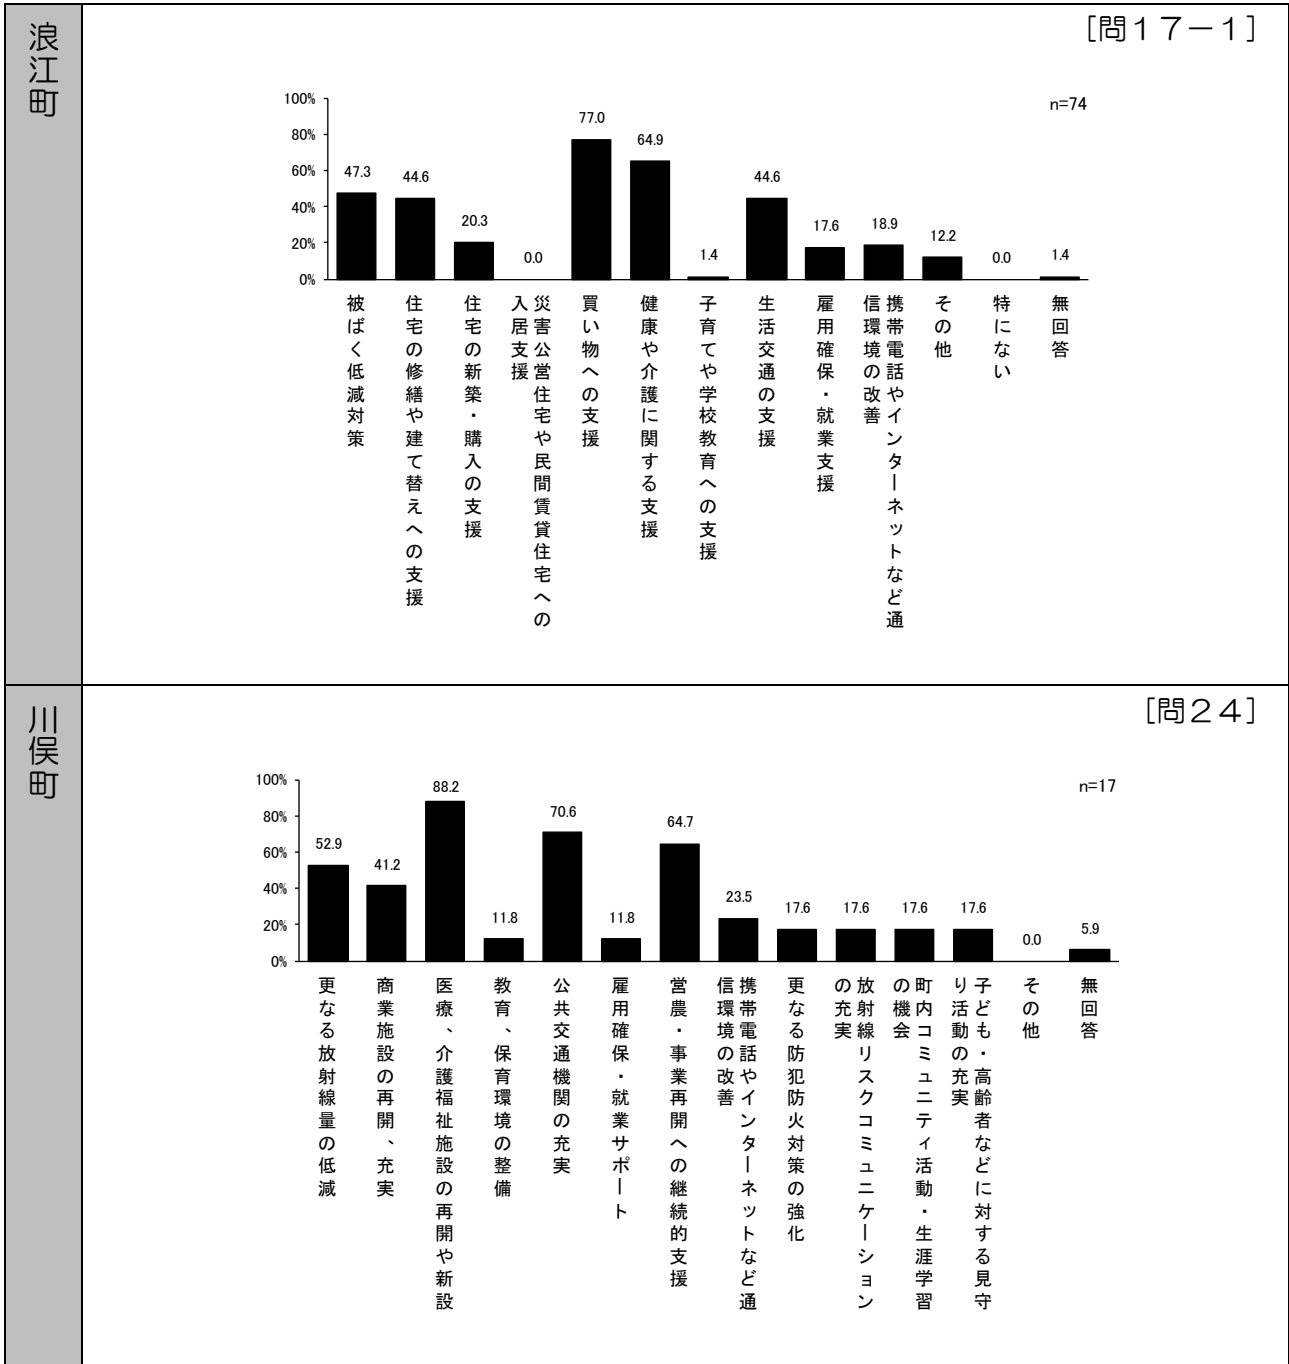 浪江町
[問17－1]
n=74
100%
80%
60%
40%
20%
0%
47.3
44.6
20.3
0.0
77.0
64.9
1.4
44.6
17.6
18.9
12.2
0.0
1.4
被ばく低減対策
住宅の修繕や建て替えへの支援
住宅の新築・購入の支援
災害公営住宅や民間賃貸住宅への
入居支援
買い物への支援
健康や介護に関する支援
子育てや学校教育への支援
生活交通の支援
雇用確保・就業支援
携帯電話やインターネットなど通
信環境の改善
その他
特にない
無回答
川俣町
[問24]
n=17
100%
80%
60%
40%
20%
0%
52.9
41.2
88.2
11.8
70.6
11.8
64.7
23.5
17.6
17.6
17.6
17.6
0.0
5.9
更なる放射線量の低減
商業施設の再開、充実
医療、介護福祉施設の再開や新設
教育、保育環境の整備
公共交通機関の充実
雇用確保・就業サポート
営農・事業再開への継続的支援
携帯電話やインターネットなど通
信環境の改善
更なる防犯防火対策の強化
放射線リスクコミュニケーション
の充実
町内コミュニティ活動・生涯学習
の機会
子ども・高齢者などに対する見守
り活動の充実
その他
無回答